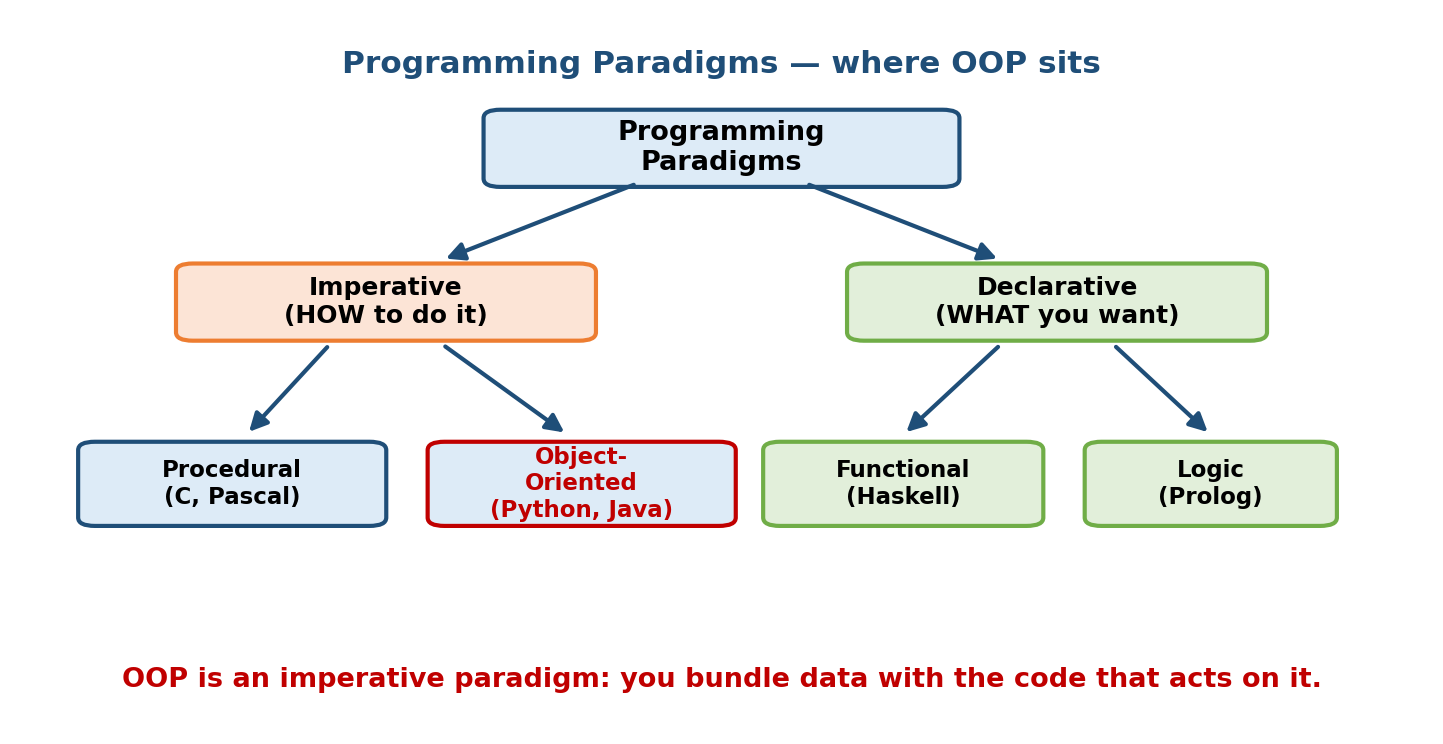 Programming Paradigms — where OOP sits
Programming
Paradigms
Imperative
(HOW to do it)
Declarative
(WHAT you want)
Procedural
(C, Pascal)
Object-
Oriented
(Python, Java)
Functional
(Haskell)
Logic
(Prolog)
OOP is an imperative paradigm: you bundle data with the code that acts on it.